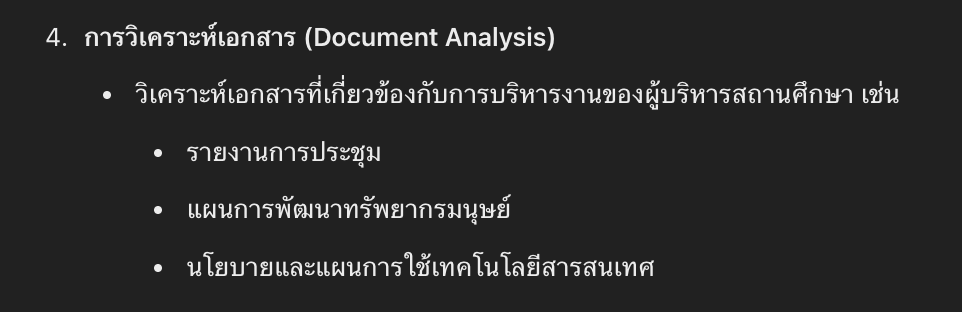 4. การวิเคราะห์เอกสาร (Document Analysis)
• วิเคราะห์เอกสารที่เกี่ยวข้องกับการบริหารงานของผู้บริหารสถานศึกษา เช่น
• รายงานการประชุม
• แผนการพัฒนาทรัพยากรมนุษย์
• นโยบายและแผนการใช้เทคโนโลยีสารสนเทศ